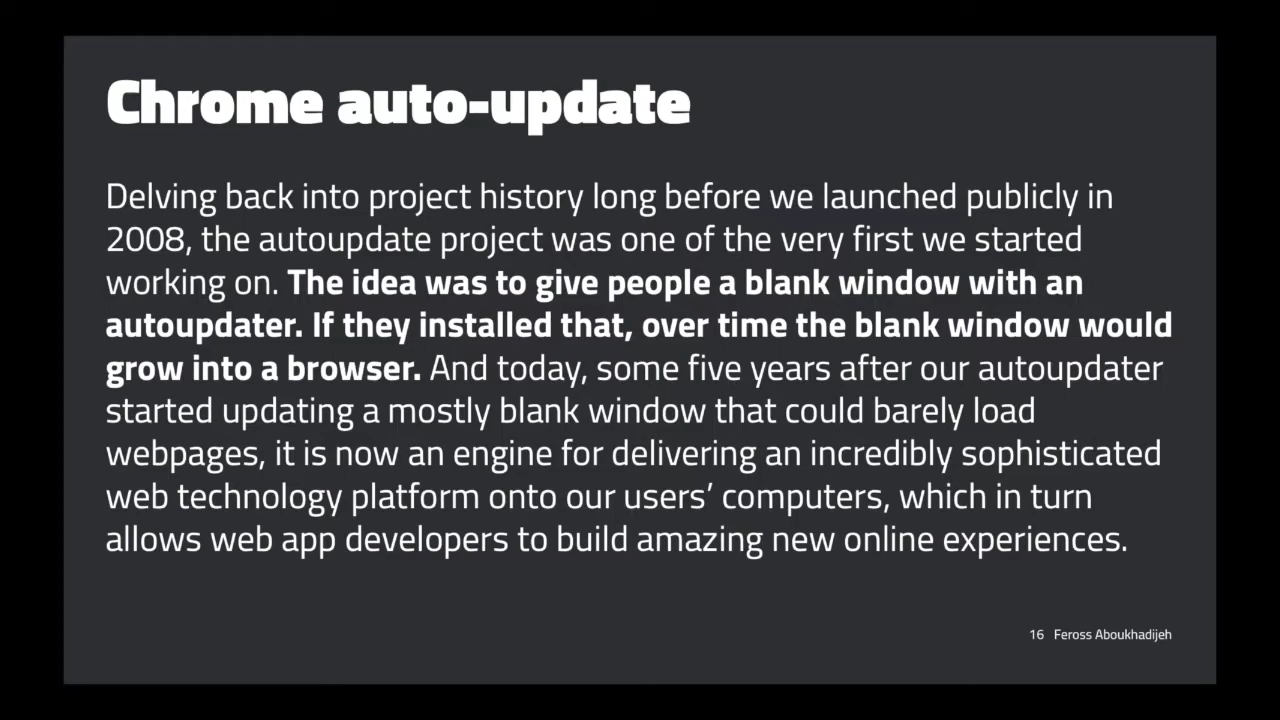 Chrome auto-update
Delving back into project history long before we launched publicly in
2008, the autoupdate project was one of the very first we started
working on. The idea was to give people a blank window with an
autoupdater. If they installed that, over time the blank window would
grow into a browser. And today, some five years after our autoupdater
started updating a mostly blank window that could barely load
webpages, it is now an engine for delivering an incredibly sophisticated
web technology platform onto our users’ computers, which in turn
allows web app developers to build amazing new online experiences.
16 Feross Aboukhadijeh